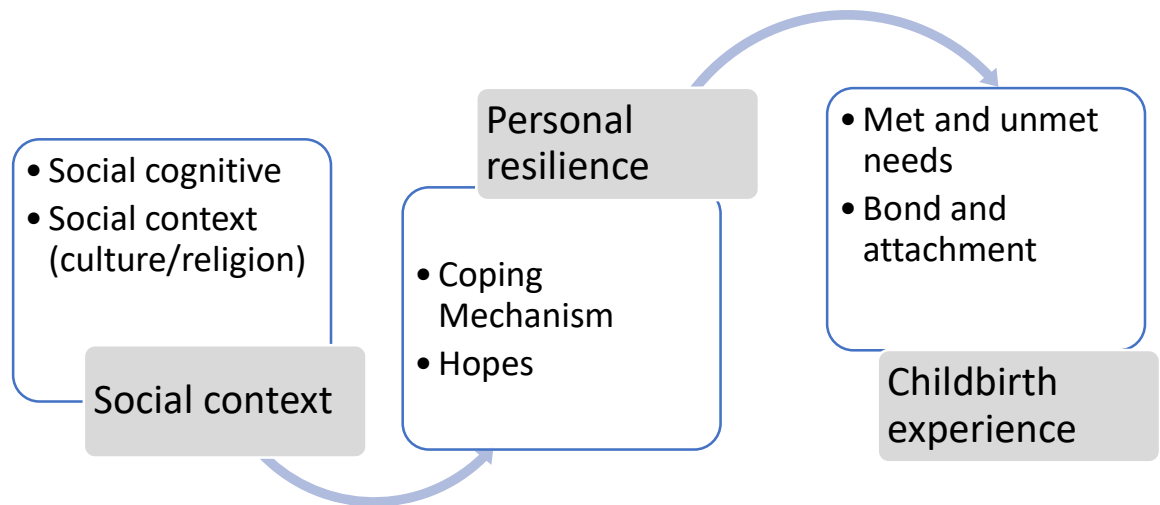 • Social cognitive
• Social context
(culture/religion)
Social context
Personal
resilience
• Coping
Mechanism
• Hopes
• Met and unmet
needs
• Bond and
attachment
Childbirth
experience